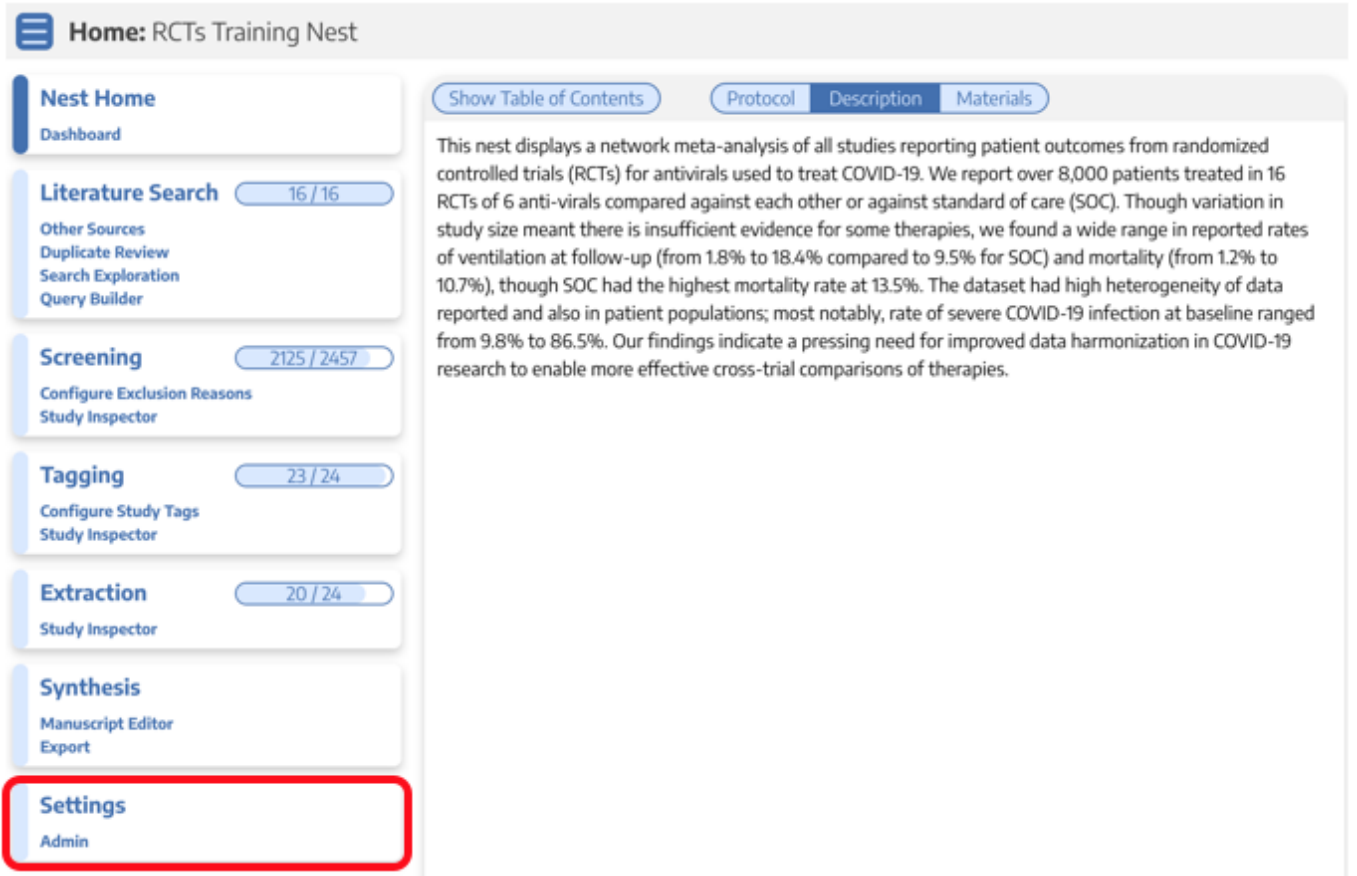 Home: RCTs Training Nest
Nest Home
Dashboard
Literature Search 16 / 16
Other Sources
Duplicate Review
Search Exploration
Query Builder
Screening 2125 / 2457
Configure Exclusion Reasons
Study Inspector
Tagging 23 / 24
Configure Study Tags
Study Inspector
Extraction 20 / 24
Study Inspector
Synthesis
Manuscript Editor
Export
Settings
Admin
Show Table of Contents Protocol Description Materials
This nest displays a network meta-analysis of all studies reporting patient outcomes from randomized
controlled trials (RCTs) for antivirals used to treat COVID-19. We report over 8,000 patients treated in 16
RCTs of 6 anti-virals compared against each other or against standard of care (SOC). Though variation in
study size meant there is insufficient evidence for some therapies, we found a wide range in reported rates
of ventilation at follow-up (from 1.8% to 18.4% compared to 9.5% for SOC) and mortality (from 1.2% to
10.7%), though SOC had the highest mortality rate at 13.5%. The dataset had high heterogeneity of data
reported and also in patient populations; most notably, rate of severe COVID-19 infection at baseline ranged
from 9.8% to 86.5%. Our findings indicate a pressing need for improved data harmonization in COVID-19
research to enable more effective cross-trial comparisons of therapies.